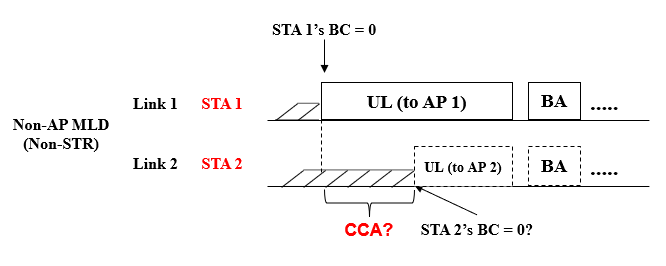 STA 1's BC = 0
Non-AP MLD
(Non-STR)
Link 1 STA 1 UL (to AP 1) BA .....
Link 2 STA 2 UL (to AP 2) BA .....
CCA? STA 2's BC = 0?